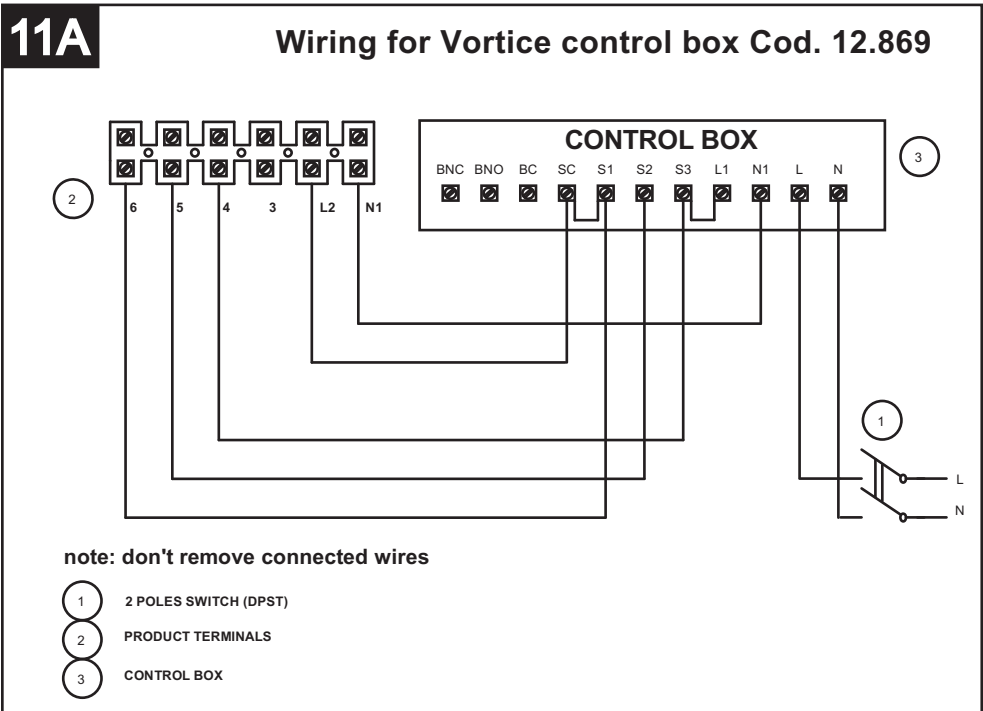 11A
Wiring for Vortice control box Cod. 12.869
CONTROL BOX
BNC BNO BC SC S1 S2 S3 L1 N1 L N
3
2
6 5 4 3 L2 N1
1
L
N
note: don't remove connected wires
1 2 POLES SWITCH (DPST)
2 PRODUCT TERMINALS
3 CONTROL BOX